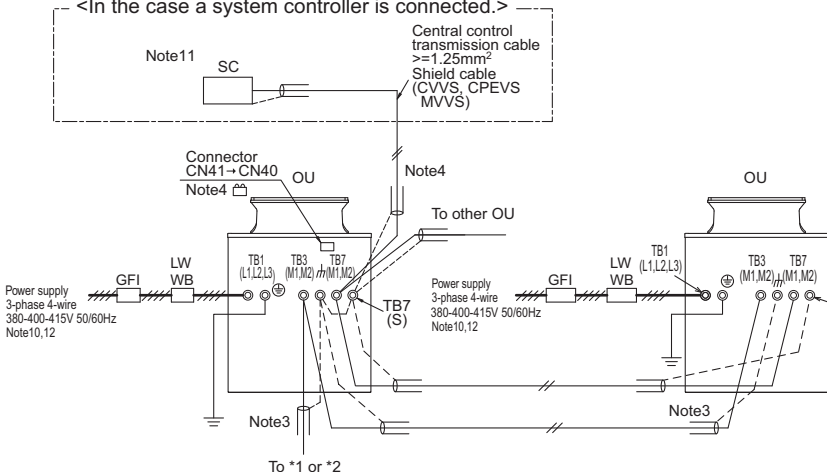 <In the case a system controller is connected.>
Note11
SC
Central control
transmission cable
>=1.25mm²
Shield cable
(CVVS, CPEVS
MVVS)
Connector
CN41→CN40
Note4
OU
Note4
To other OU
OU
TB1
(L1,L2,L3)
TB3
(M1,M2)
TB7
(M1,M2)
LW
WB
GFI
Power supply
3-phase 4-wire
380-400-415V 50/60Hz
Note10,12
TB7
(S)
Power supply
3-phase 4-wire
380-400-415V 50/60Hz
Note10,12
GFI
LW
WB
TB1
(L1,L2,L3)
TB3
(M1,M2)
TB7
(M1,M2)
Note3
Note3
To *1 or *2